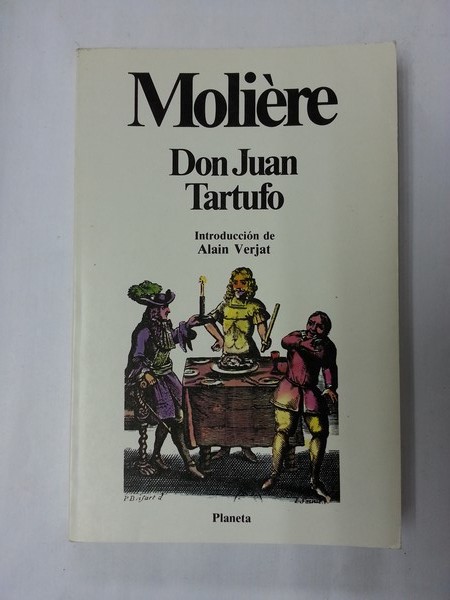 Molière
Don Juan
Tartufo
Introducción de
Alain Verjat
Planeta